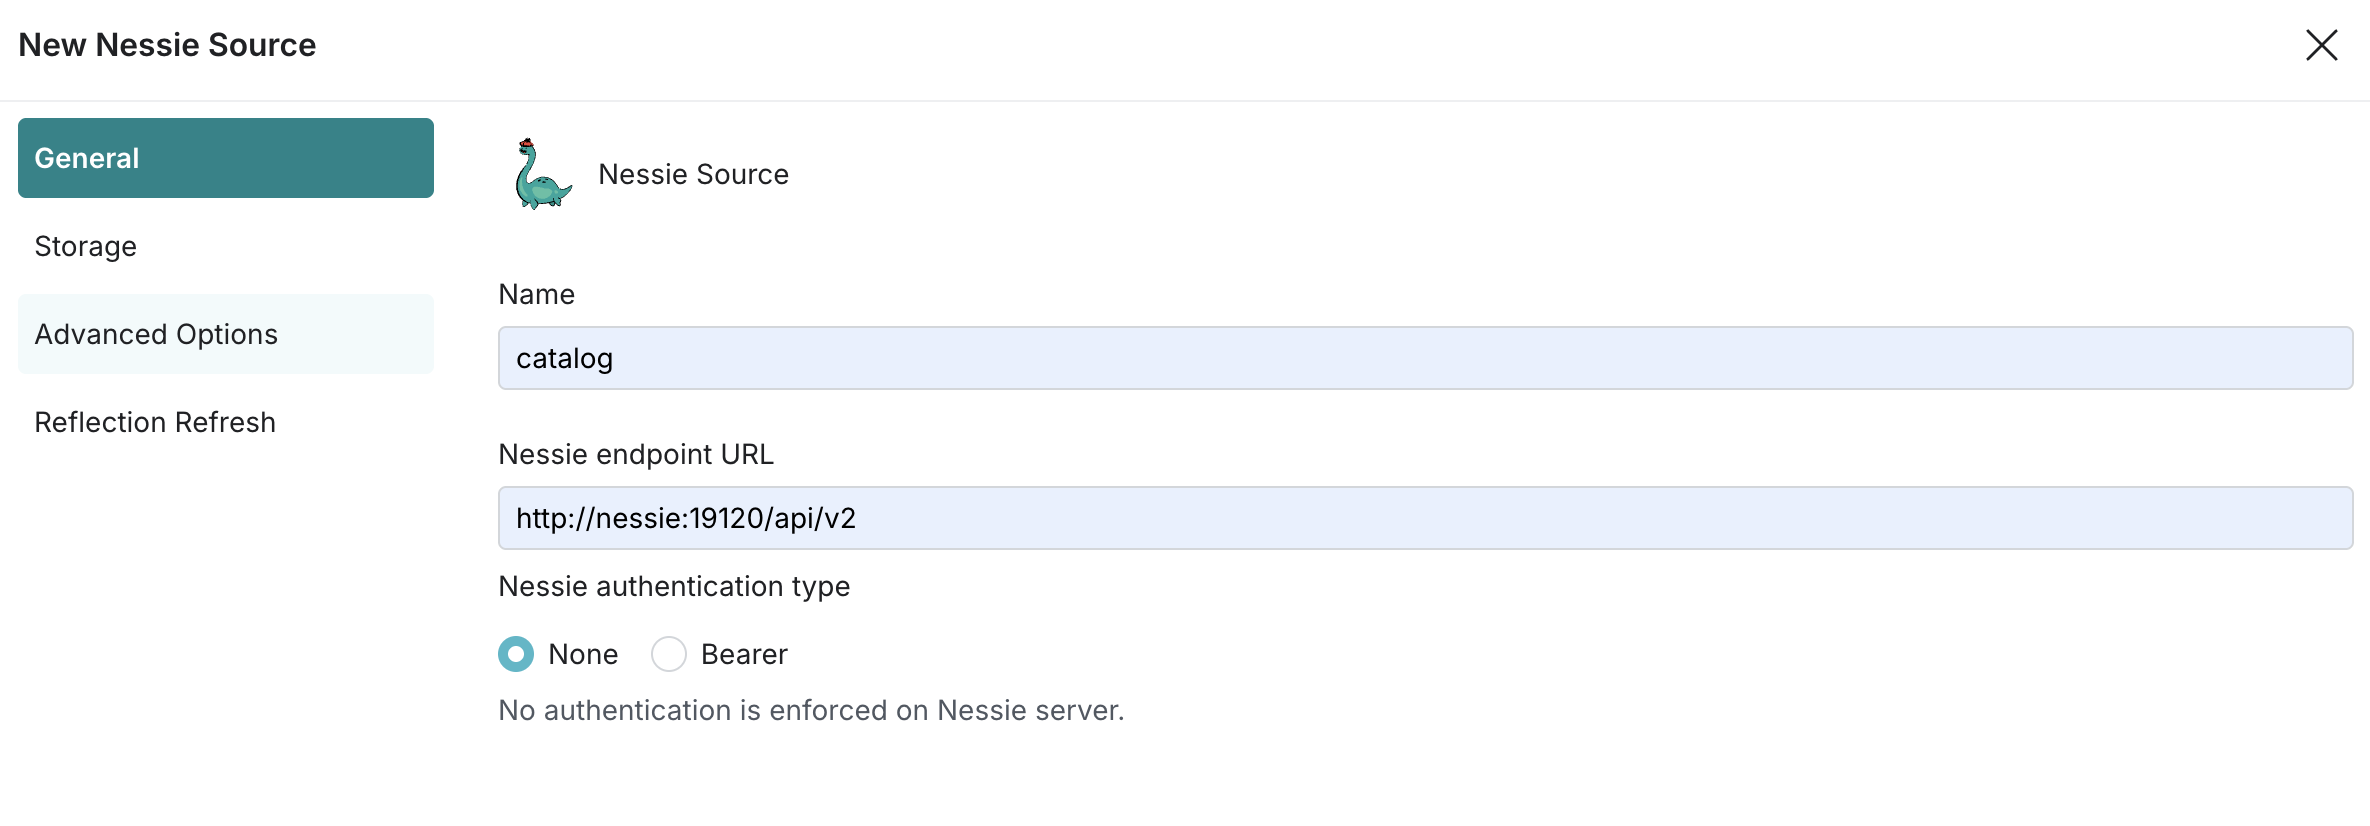 New Nessie Source
General
Storage
Advanced Options
Reflection Refresh
Nessie Source
Name
catalog
Nessie endpoint URL
http://nessie:19120/api/v2
Nessie authentication type
None Bearer
No authentication is enforced on Nessie server.